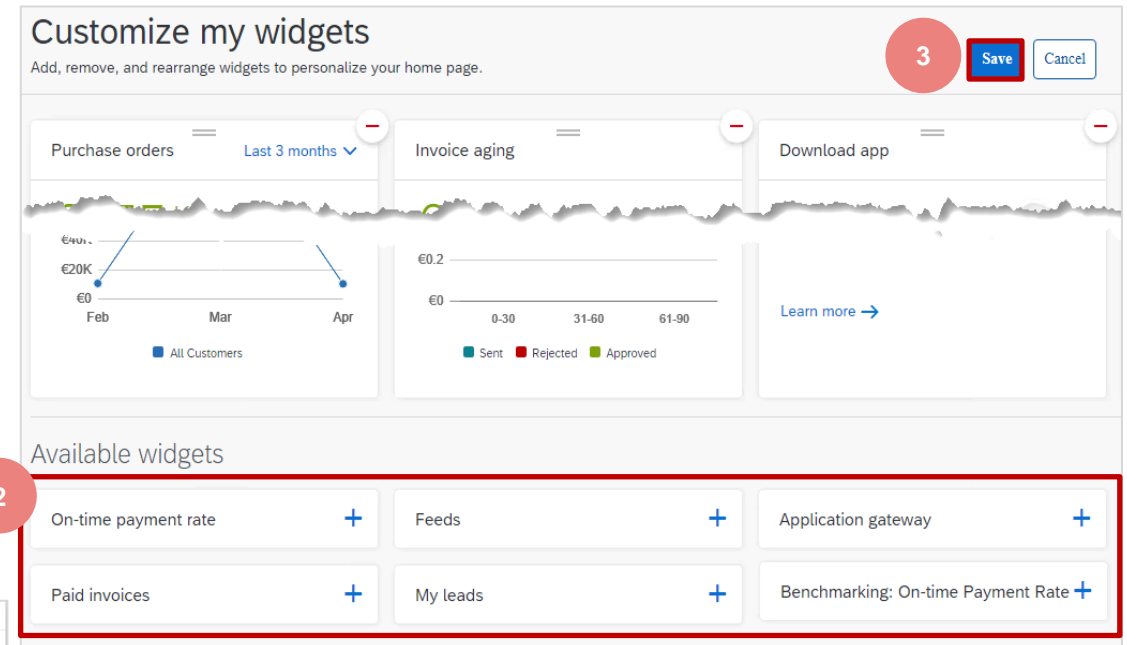 Customize my widgets
Add, remove, and rearrange widgets to personalize your home page.
3
Save
Cancel
Purchase orders
Last 3 months
Invoice aging
Download app
€20K
€0
Feb
Mar
Apr
All Customers
€0.2
€0
0-30
31-60
61-90
Sent
Rejected
Approved
Learn more
Available widgets
2
On-time payment rate
Feeds
Application gateway
Paid invoices
My leads
Benchmarking: On-time Payment Rate